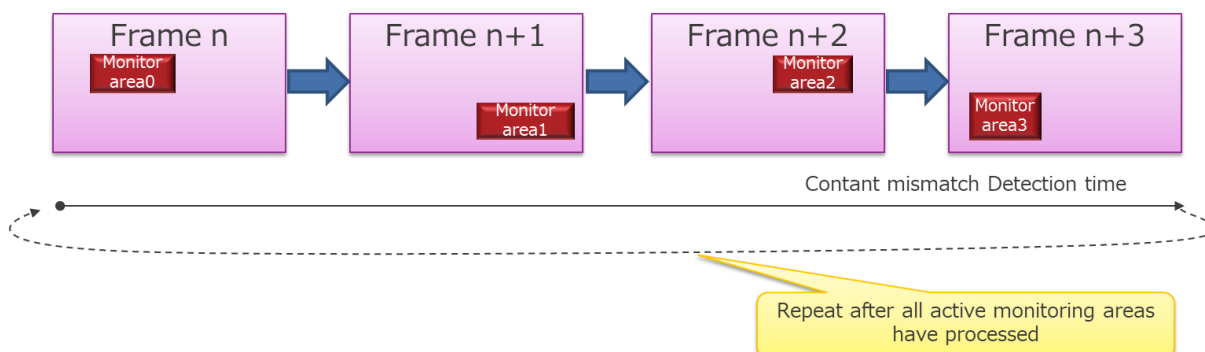 Frame n
Monitor
area0
Frame n+1
Monitor
area1
Frame n+2
Monitor
area2
Frame n+3
Monitor
area3
Contant mismatch Detection time
Repeat after all active monitoring areas
have processed